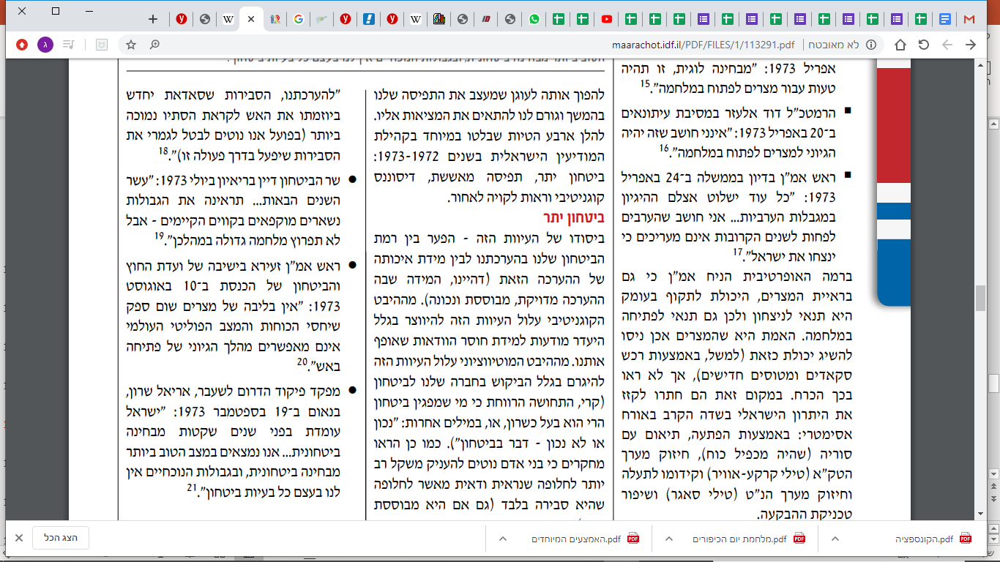 maarachot.idf.il/PDF/FILES/1/113291.pdf
לא מאובטח
ג
אפריל 1973: "מבחינה לוגית, זו תהיה
טעות עבור מצרים לפתוח במלחמה".15
■ הרמטכ"ל דוד אלעזר במסיבת עיתונאים
ב־20 באפריל 1973: "אינני חושב שזה יהיה
הגיוני למצרים לפתוח במלחמה".16
■ ראש אמ"ן בדיון בממשלה ב־24 באפריל
1973: "כל עוד ישלוט אצלם ההיגיון
במגבלות הערביות... אני חושב שהערבים
לפחות לשנים הקרובות אינם מעריכים כי
ינצחו את ישראל".17
ברמה האופרטיבית הניח אמ"ן כי גם
בראיית המצרים, היכולת לתקוף בעומק
היא תנאי לניצחון ולכן גם תנאי לפתיחה
במלחמה. האמת היא שהמצרים אכן ניסו
להשיג יכולת כזאת (למשל, באמצעות רכש
סקאדים ומטוסים חדישים), אך לא ראו
בכך הכרח. במקום זאת הם חתרו לקזז
את היתרון הישראלי בשדה הקרב באורח
אסימטרי: באמצעות הפתעה, תיאום עם
סוריה (שהיה מכפיל כוח), חיזוק מערך
הטק"א (טילי קרקע-אוויר) וקידומו לתעלה
וחיזוק מערך הנ"ט (טילי סאגר) ושיפור
טכניקת ההבקעה.
להפוך אותה לעוגן שמעצב את התפיסה שלנו
בהמשך וגורם לנו להתאים את המציאות אליו.
להלן ארבע הטיות שבלטו במיוחד בקהילת
המודיעין הישראלית בשנים 1973-1972:
ביטחון יתר, תפיסה מאששת, דיסוננס
קוגניטיבי וראות לקויה לאחור.
ביטחון יתר
ביסודו של העיוות הזה - הפער בין רמת
הביטחון שלנו בהערכתנו לבין מידת איכותה
של ההערכה הזאת (דהיינו, המידה שבה
ההערכה מדויקת, מבוססת ונכונה). מההיבט
הקוגניטיבי עלול העיוות הזה להיווצר בגלל
היעדר מודעות למידת חוסר הוודאות שאופף
אותנו. מההיבט המוטיווציוני עלול העיוות הזה
להיגרם בגלל הביקוש בחברה שלנו לביטחון
(קרי, התחושה הרווחת כי מי שמפגין ביטחון
הרי הוא בעל כשרון, או, במילים אחרות: "נכון
או לא נכון - דבר בביטחון"). כמו כן הראו
מחקרים כי בני אדם נוטים להעניק משקל רב
יותר לחלופה שנראית ודאית מאשר לחלופה
שהיא סבירה בלבד (גם אם היא מבוססת
"להערכתנו, הסבירות שסאדאת יחדש
ביוזמתו את האש לקראת הסתיו נמוכה
ביותר (בפועל אנו נוטים לבטל לגמרי את
הסבירות שיפעל בדרך פעולה זו)".18
● שר הביטחון דיין בריאיון ביולי 1973: "עשר
השנים הבאות... תראינה את הגבולות
נשארים מוקפאים בקווים הקיימים - אבל
לא תפרוץ מלחמה גדולה במהלכן".19
● ראש אמ"ן זעירא בישיבה של ועדת החוץ
והביטחון של הכנסת ב־10 באוגוסט
1973: "אין בליבה של מצרים שום ספק
שיחסי הכוחות והמצב הפוליטי העולמי
אינם מאפשרים מהלך הגיוני של פתיחה
באש".20
● מפקד פיקוד הדרום לשעבר, אריאל שרון,
בנאום ב־19 בספטמבר 1973: "ישראל
עומדת בפני שנים שקטות מבחינה
ביטחונית... אנו נמצאים במצב הטוב ביותר
מבחינה ביטחונית, ובגבולות הנוכחיים אין
לנו בעצם כל בעיות ביטחון".21
הקונספציה.pdf
מלחמת יום הכיפורים.pdf
האמצעים המיוחדים.pdf
הצג הכל